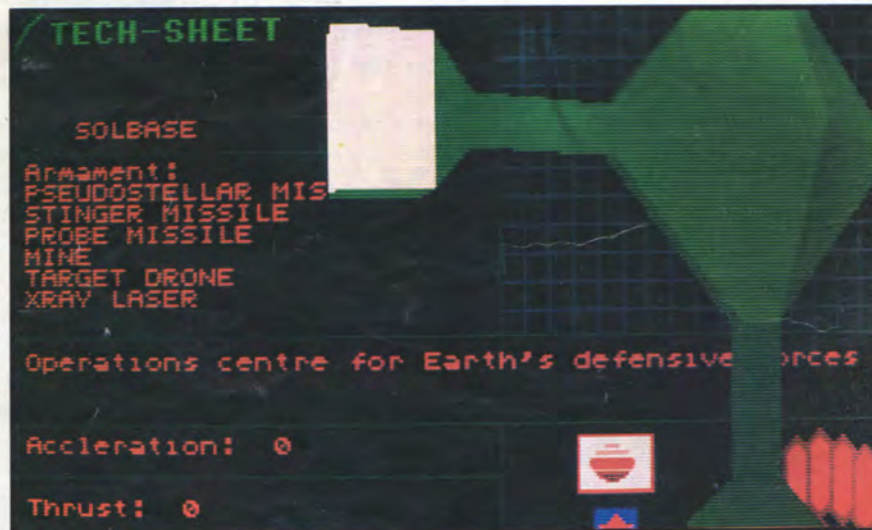 /TECH-SHEET
SOLBASE
Armament:
PSEUDOSTELLAR MIS
STINGER MISSILE
PROBE MISSILE
MINE
TARGET DRONE
XRAY LASER
Operations centre for Earth's defensive orces
Accleration: 0
Thrust: 0